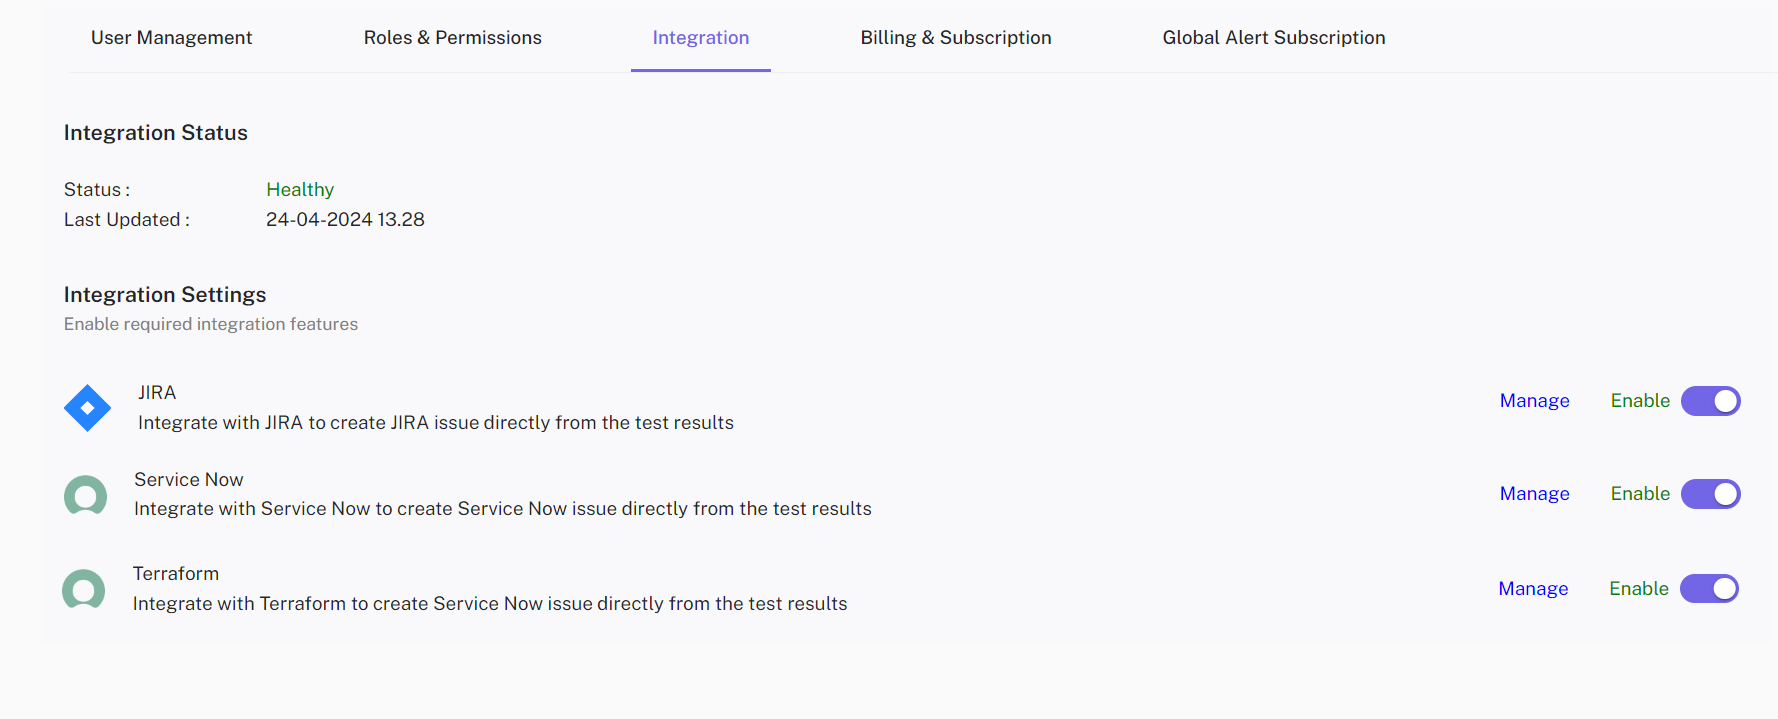 User Management Roles & Permissions Integration Billing & Subscription Global Alert Subscription
Integration Status
Status : Healthy
Last Updated : 24-04-2024 13.28
Integration Settings
Enable required integration features
JIRA
Integrate with JIRA to create JIRA issue directly from the test results
Manage Enable
Service Now
Integrate with Service Now to create Service Now issue directly from the test results
Manage Enable
Terraform
Integrate with Terraform to create Service Now issue directly from the test results
Manage Enable